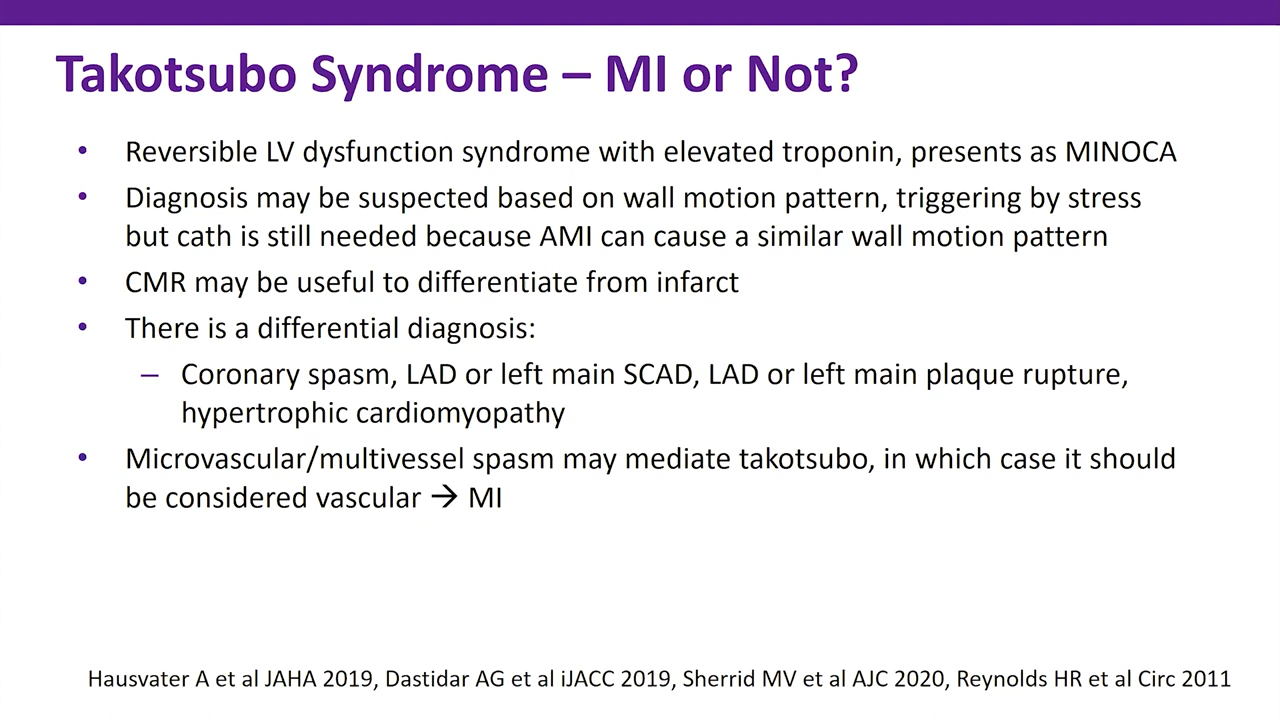 Takotsubo Syndrome – MI or Not?
• Reversible LV dysfunction syndrome with elevated troponin, presents as MINOCA
• Diagnosis may be suspected based on wall motion pattern, triggering by stress
but cath is still needed because AMI can cause a similar wall motion pattern
• CMR may be useful to differentiate from infarct
• There is a differential diagnosis:
– Coronary spasm, LAD or left main SCAD, LAD or left main plaque rupture,
hypertrophic cardiomyopathy
• Microvascular/multivessel spasm may mediate takotsubo, in which case it should
be considered vascular → MI
Hausvater A et al JAHA 2019, Dastidar AG et al iJACC 2019, Sherrid MV et al AJC 2020, Reynolds HR et al Circ 2011